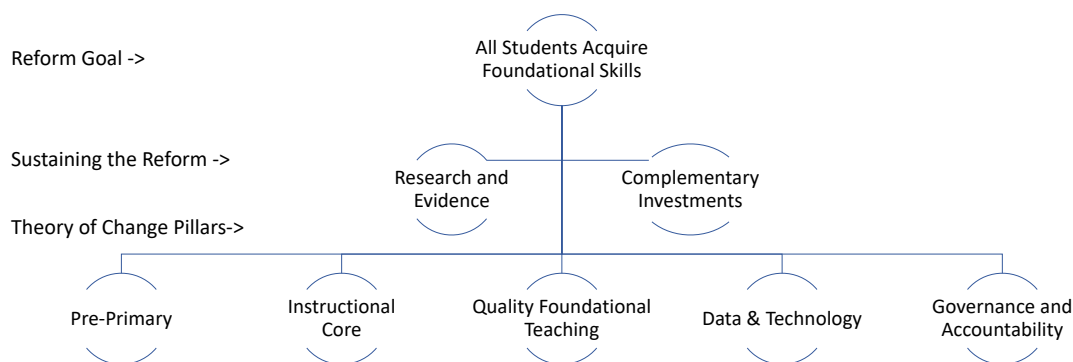 Reform Goal ->
All Students Acquire
Foundational Skills
Sustaining the Reform ->
Research and
Evidence
Complementary
Investments
Theory of Change Pillars->
Pre-Primary
Instructional
Core
Quality Foundational
Teaching
Data & Technology
Governance and
Accountability